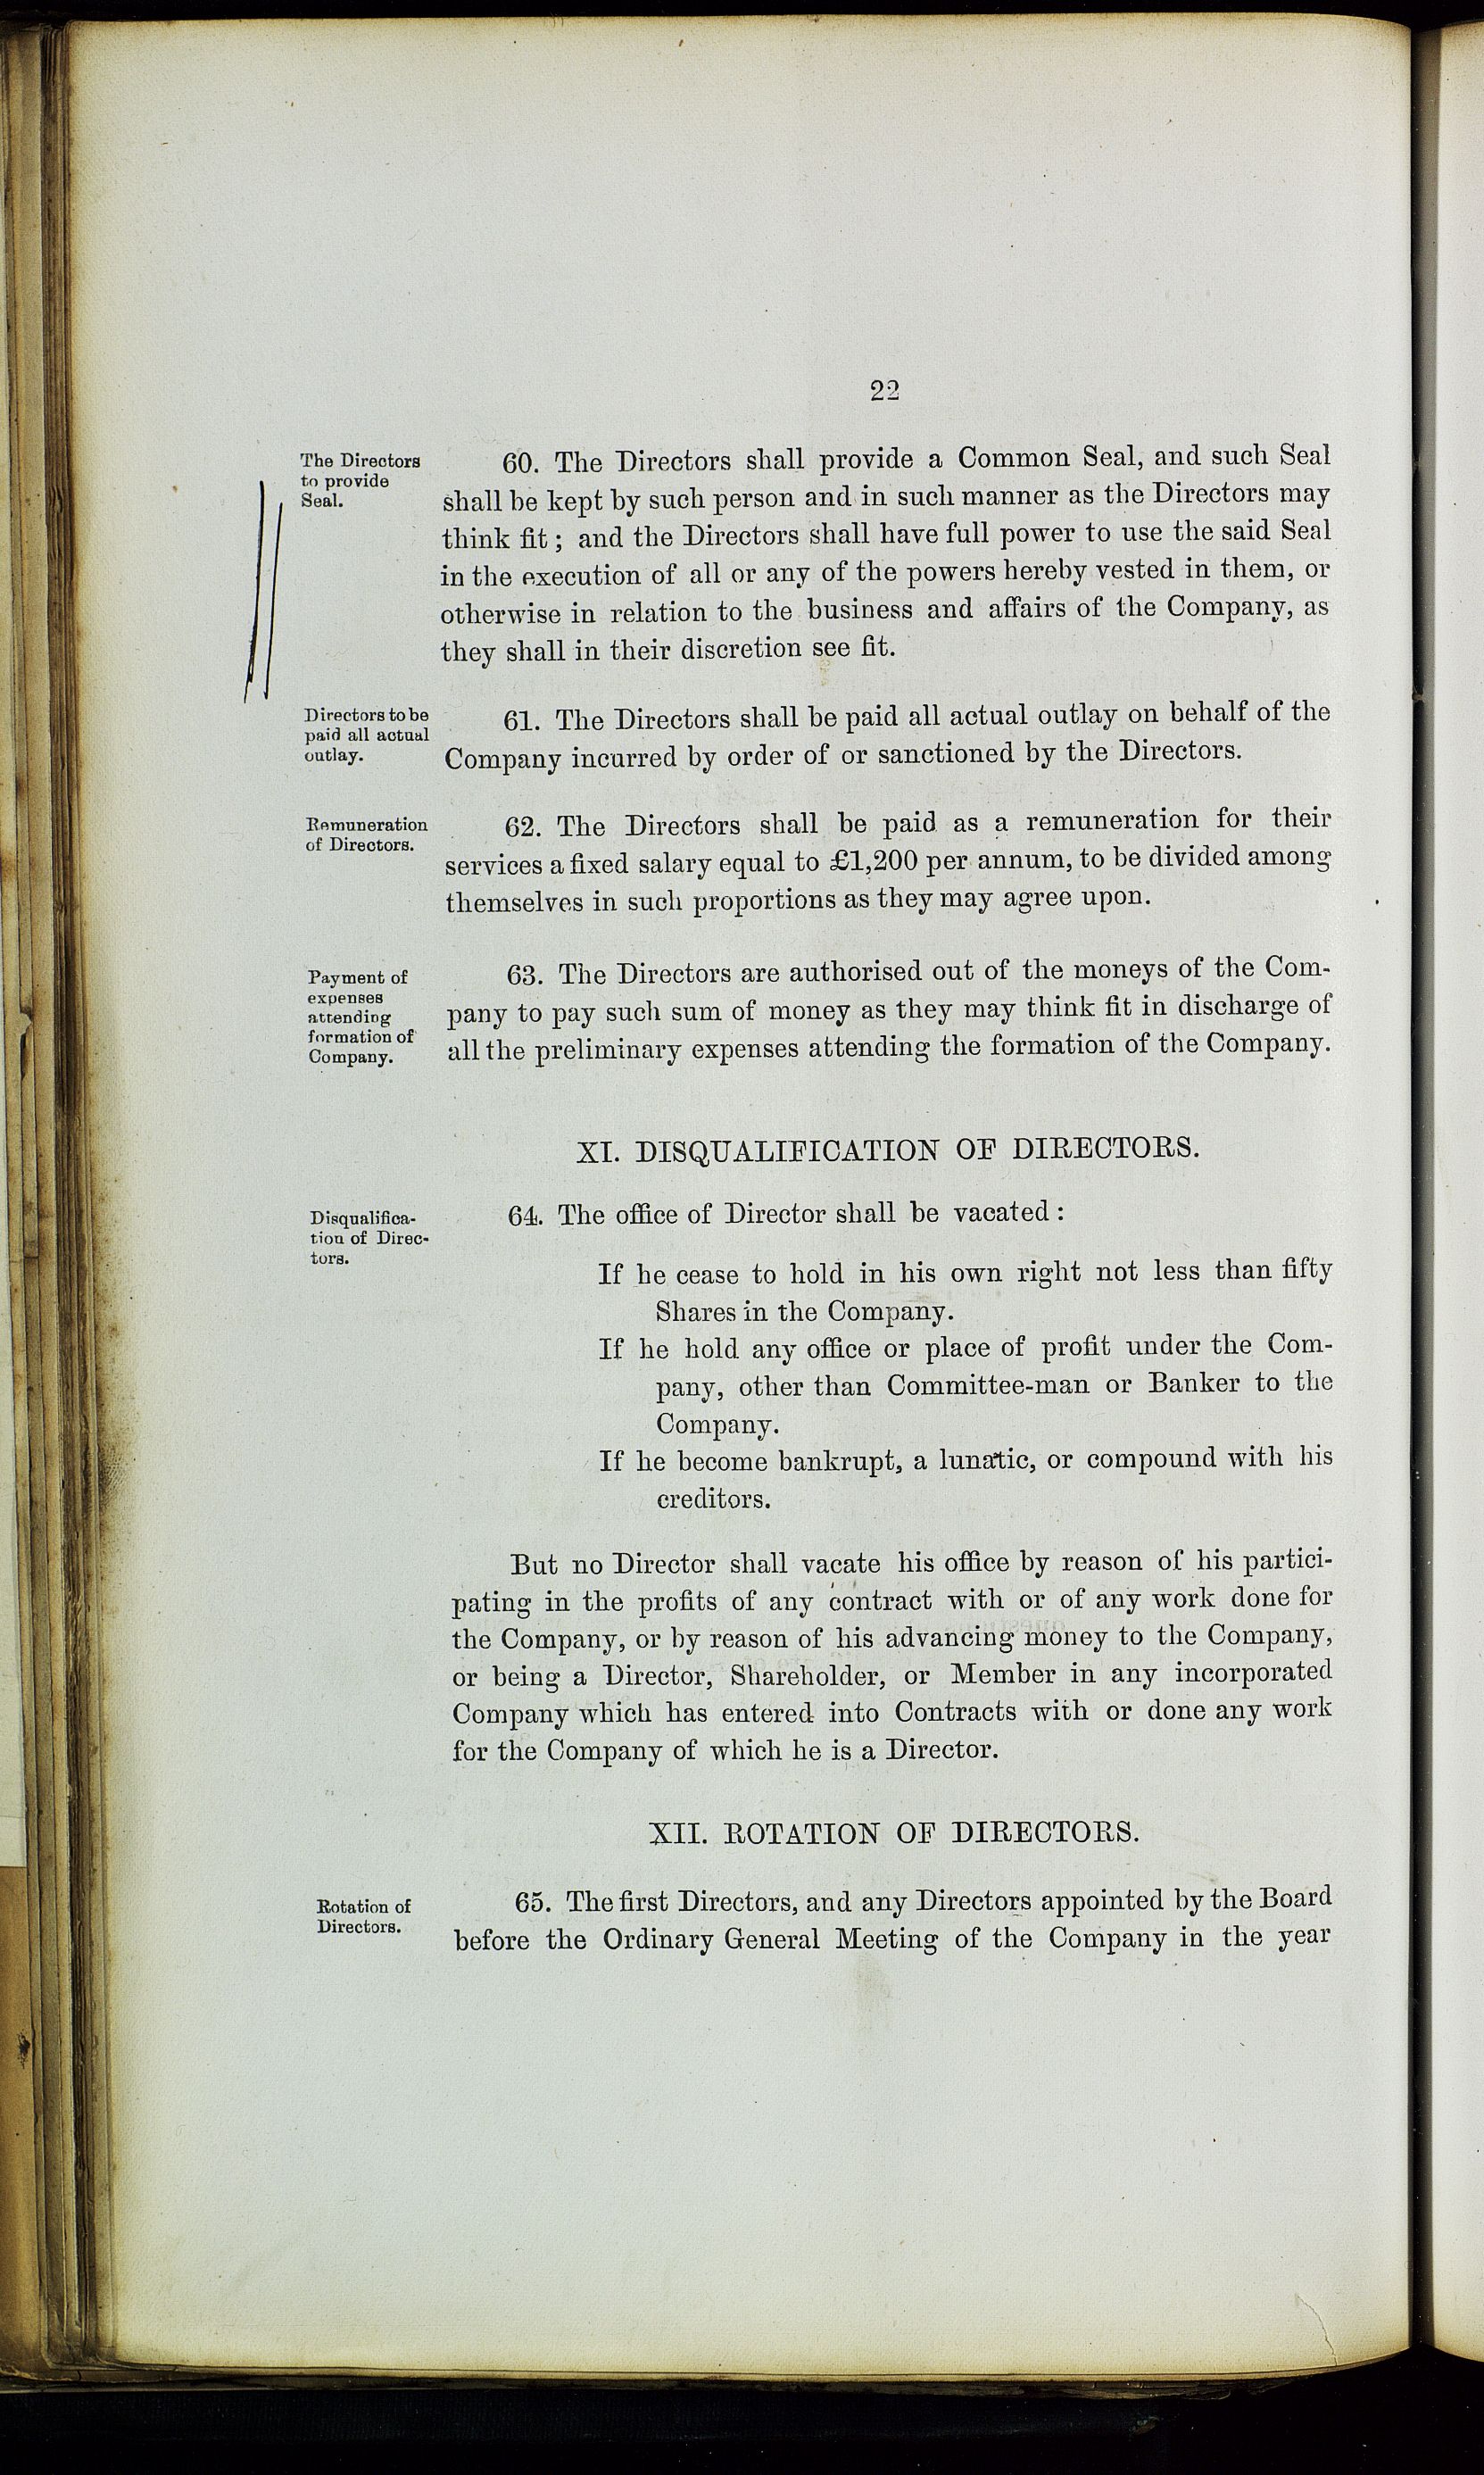 22
The Directors
to provide
Seal.
60. The Directors shall provide a Common Seal, and such Seal
shall be kept by such person and in such manner as the Directors may
think fit; and the Directors shall have full power to use the said Seal
in the execution of all or any of the powers hereby vested in them, or
otherwise in relation to the business and affairs of the Company, as
they shall in their discretion see fit.
Directors to be
paid all actual
outlay.
61. The Directors shall be paid all actual outlay on behalf of the
Company incurred by order of or sanctioned by the Directors.
Remuneration
of Directors.
62. The Directors shall be paid as a remuneration for their
services a fixed salary equal to £1,200 per annum, to be divided among
themselves in such proportions as they may agree upon.
Payment of
expenses
attending
formation of
Company.
63. The Directors are authorised out of the moneys of the Com-
pany to pay such sum of money as they may think fit in discharge of
all the preliminary expenses attending the formation of the Company.
XI. DISQUALIFICATION OF DIRECTORS.
Disqualifica-
tion of Direc-
tors.
64. The office of Director shall be vacated:
If he cease to hold in his own right not less than fifty
Shares in the Company.
If he hold any office or place of profit under the Com-
pany, other than Committee-man or Banker to the
Company.
If he become bankrupt, a lunatic, or compound with his
creditors.
But no Director shall vacate his office by reason of his partici-
pating in the profits of any contract with or of any work done for
the Company, or by reason of his advancing money to the Company,
or being a Director, Shareholder, or Member in any incorporated
Company which has entered into Contracts with or done any work
for the Company of which he is a Director.
XII. ROTATION OF DIRECTORS.
Rotation of
Directors.
65. The first Directors, and any Directors appointed by the Board
before the Ordinary General Meeting of the Company in the year